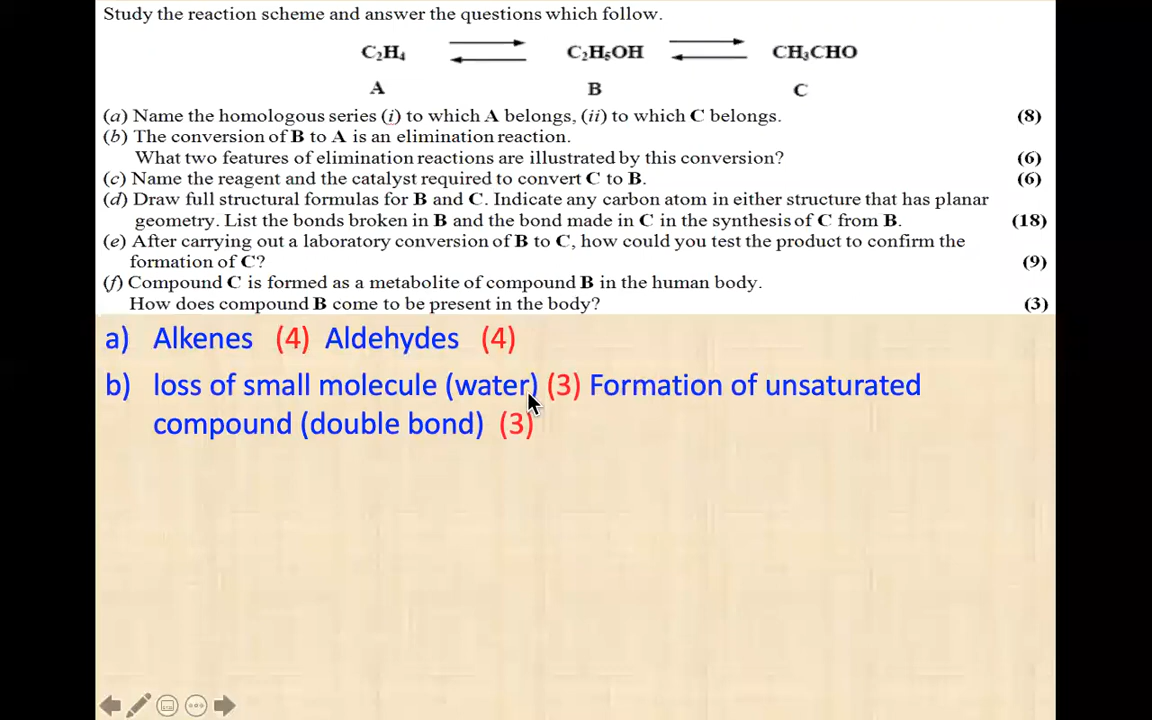 Study the reaction scheme and answer the questions which follow.
C₂H₄ C₂H₅OH CH₃CHO
A B C
(a) Name the homologous series (i) to which A belongs, (ii) to which C belongs. (8)
(b) The conversion of B to A is an elimination reaction.
What two features of elimination reactions are illustrated by this conversion? (6)
(c) Name the reagent and the catalyst required to convert C to B. (6)
(d) Draw full structural formulas for B and C. Indicate any carbon atom in either structure that has planar
geometry. List the bonds broken in B and the bond made in C in the synthesis of C from B. (18)
(e) After carrying out a laboratory conversion of B to C, how could you test the product to confirm the
formation of C? (9)
(f) Compound C is formed as a metabolite of compound B in the human body.
How does compound B come to be present in the body? (3)
a) Alkenes (4) Aldehydes (4)
b) loss of small molecule (water) (3) Formation of unsaturated
compound (double bond) (3)